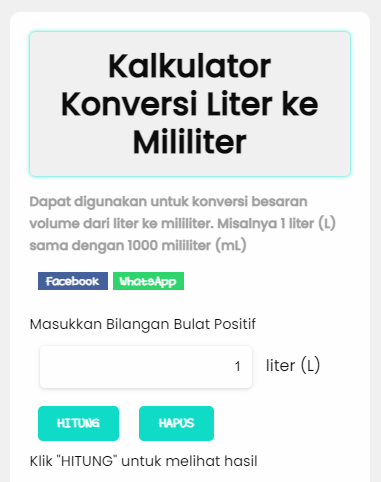 Kalkulator
Konversi Liter ke
Mililiter
Dapat digunakan untuk konversi besaran
volume dari liter ke mililiter. Misalnya 1 liter (L)
sama dengan 1000 mililiter (mL)
Facebook WhatsApp
Masukkan Bilangan Bulat Positif
1 liter (L)
HITUNG HAPUS
Klik "HITUNG" untuk melihat hasil